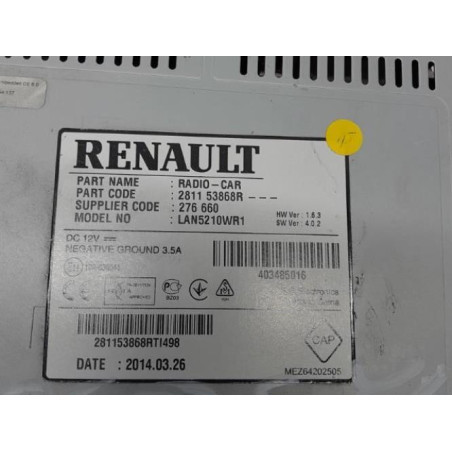 RENAULT
PART NAME : RADIO-CAR
PART CODE : 2811 53868R ---
SUPPLIER CODE : 276 660
MODEL NO : LAN5210WR1
HW Ver : 1.8.3
SW Ver : 4.0.2
DC 12V
NEGATIVE GROUND 3.5A
403485916
281153868RTI498
CAP
DATE : 2014.03.26
MEZ64202505